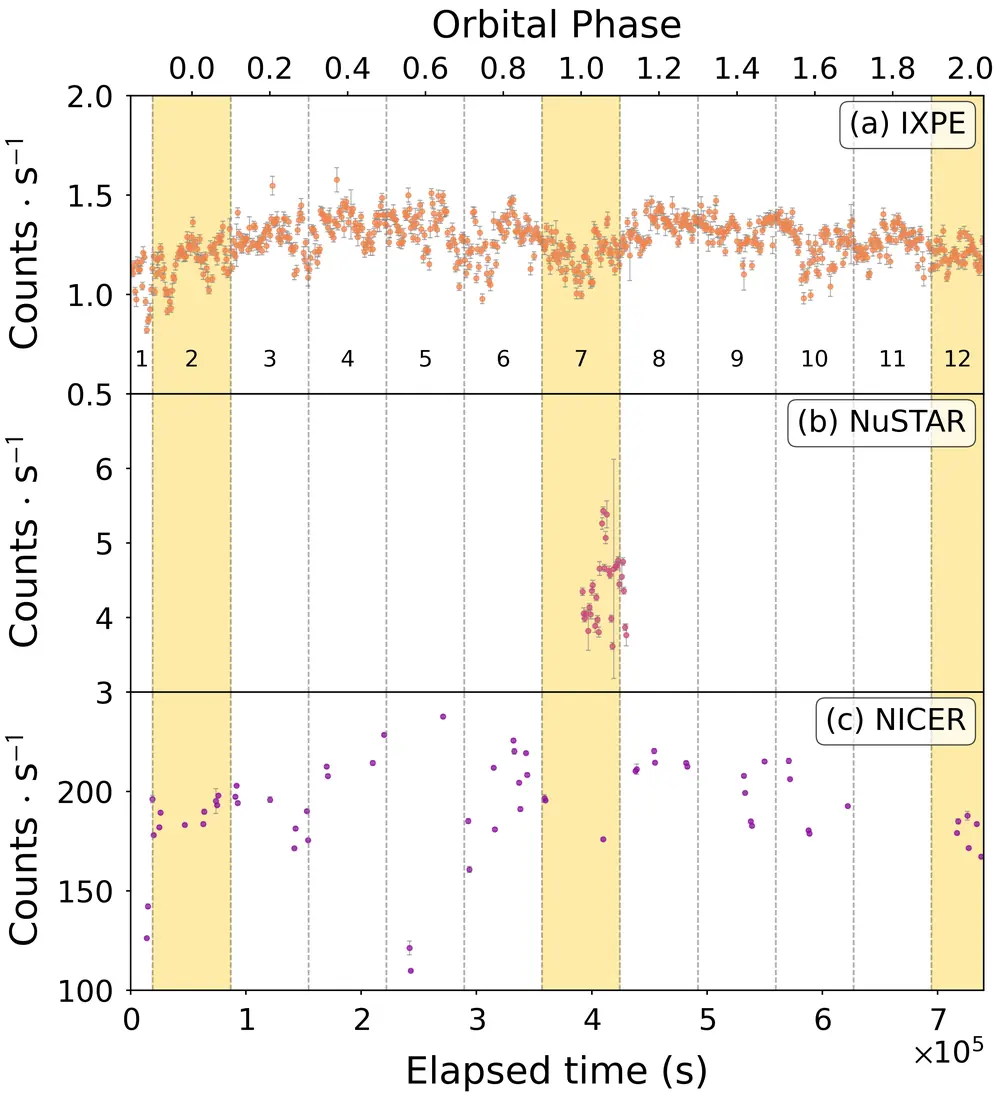 Orbital Phase
0.0 0.2 0.4 0.6 0.8 1.0 1.2 1.4 1.6 1.8 2.0
2.0
(a) IXPE
1.5
Counts · s⁻¹
1.0
1 2 3 4 5 6 7 8 9 10 11 12
0.5
(b) NuSTAR
6
Counts · s⁻¹
5
4
3
(c) NICER
200
Counts · s⁻¹
150
100
0 1 2 3 4 5 6 7
×10⁵
Elapsed time (s)